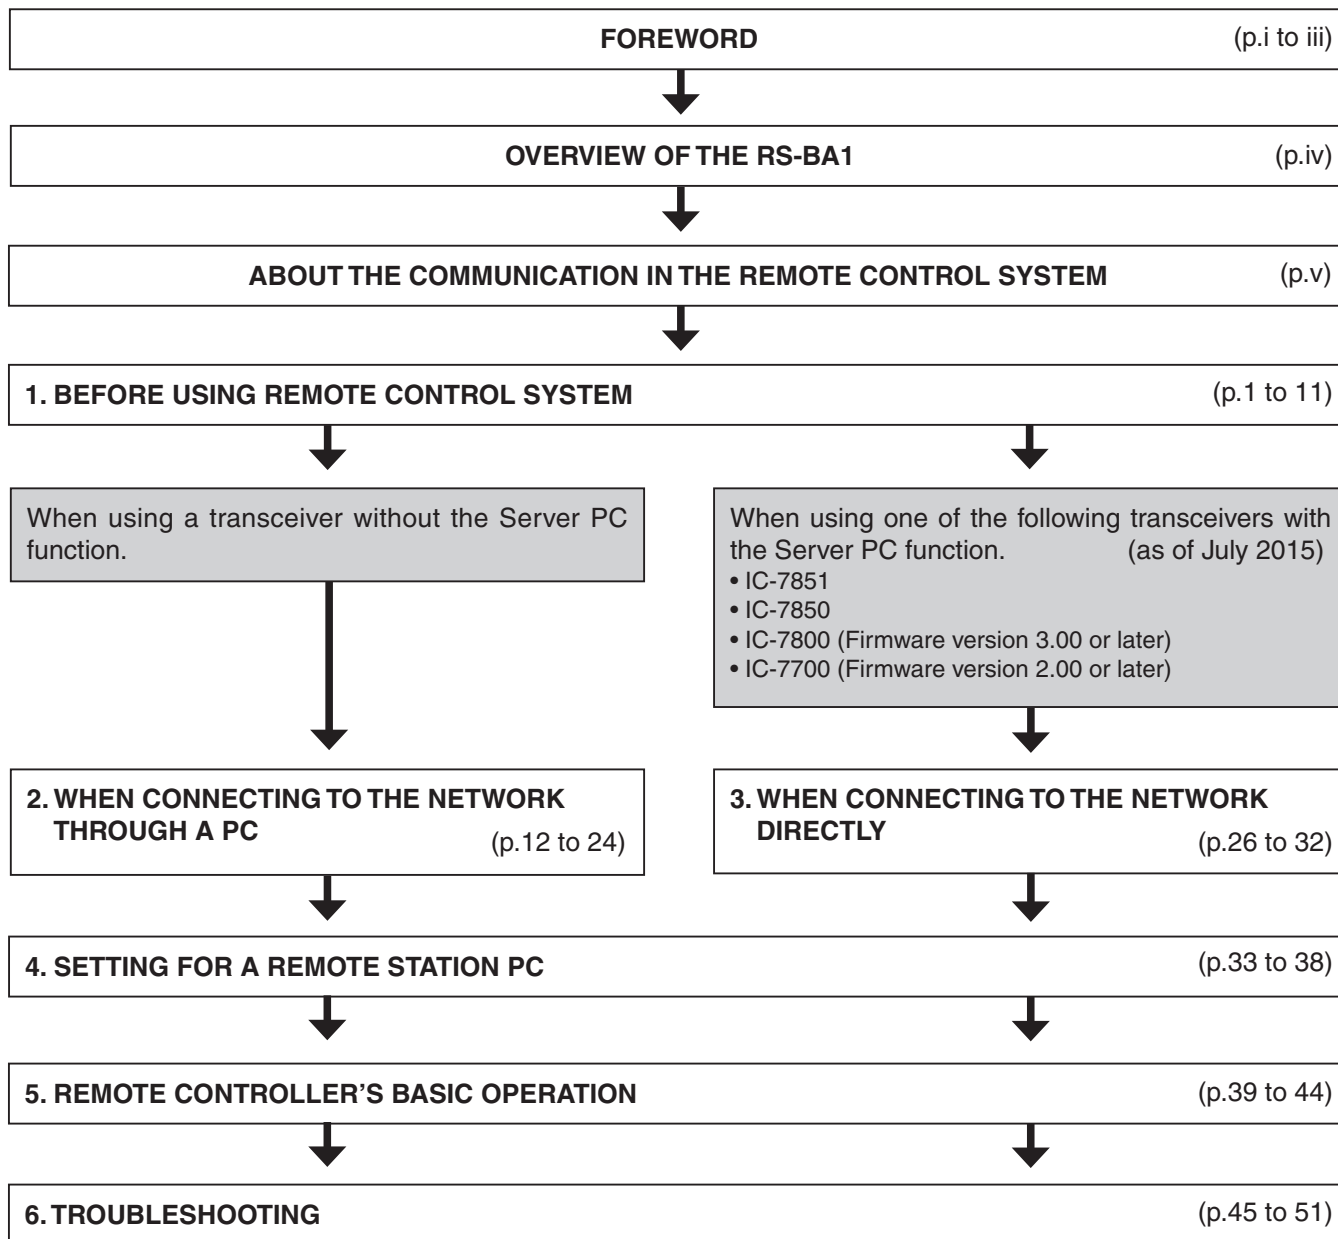 FOREWORD (p.i to iii)
OVERVIEW OF THE RS-BA1 (p.iv)
ABOUT THE COMMUNICATION IN THE REMOTE CONTROL SYSTEM (p.v)
1. BEFORE USING REMOTE CONTROL SYSTEM (p.1 to 11)
When using a transceiver without the Server PC
function.
When using one of the following transceivers with
the Server PC function. (as of July 2015)
• IC-7851
• IC-7850
• IC-7800 (Firmware version 3.00 or later)
• IC-7700 (Firmware version 2.00 or later)
2. WHEN CONNECTING TO THE NETWORK
THROUGH A PC (p.12 to 24)
3. WHEN CONNECTING TO THE NETWORK
DIRECTLY (p.26 to 32)
4. SETTING FOR A REMOTE STATION PC (p.33 to 38)
5. REMOTE CONTROLLER'S BASIC OPERATION (p.39 to 44)
6. TROUBLESHOOTING (p.45 to 51)